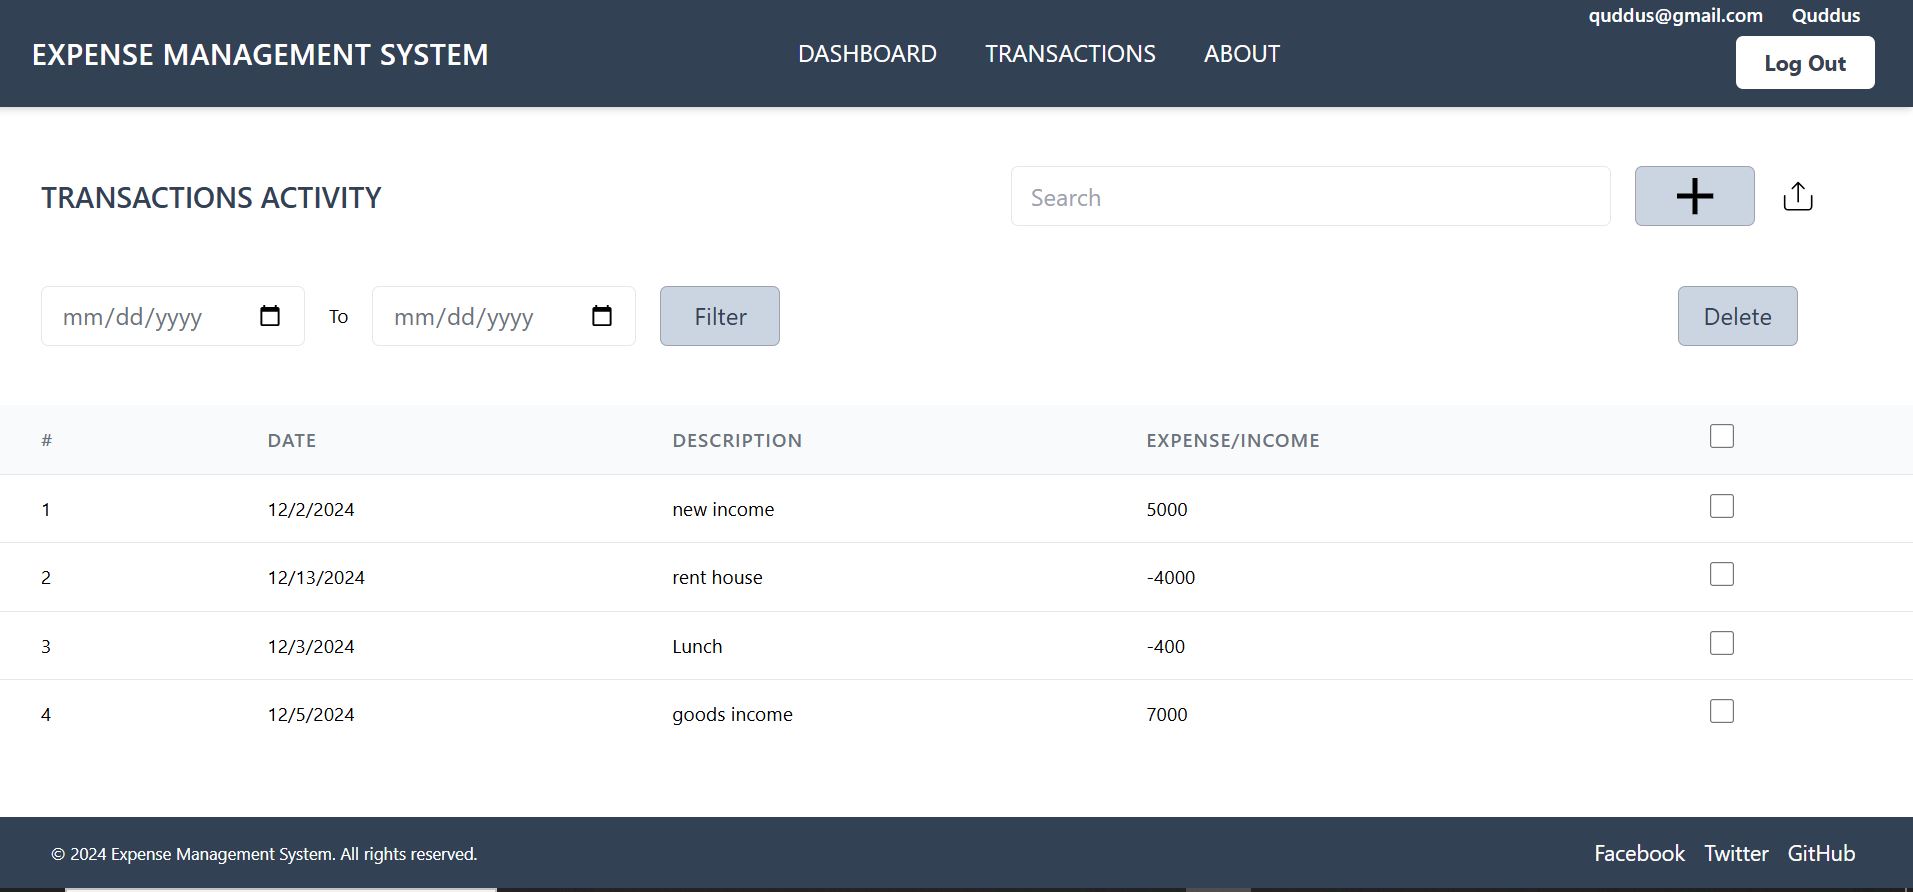 quddus@gmail.com Quddus
EXPENSE MANAGEMENT SYSTEM DASHBOARD TRANSACTIONS ABOUT
Log Out
TRANSACTIONS ACTIVITY Search
mm/dd/yyyy To mm/dd/yyyy Filter Delete
# DATE DESCRIPTION EXPENSE/INCOME
1 12/2/2024 new income 5000
2 12/13/2024 rent house -4000
3 12/3/2024 Lunch -400
4 12/5/2024 goods income 7000
© 2024 Expense Management System. All rights reserved. Facebook Twitter GitHub